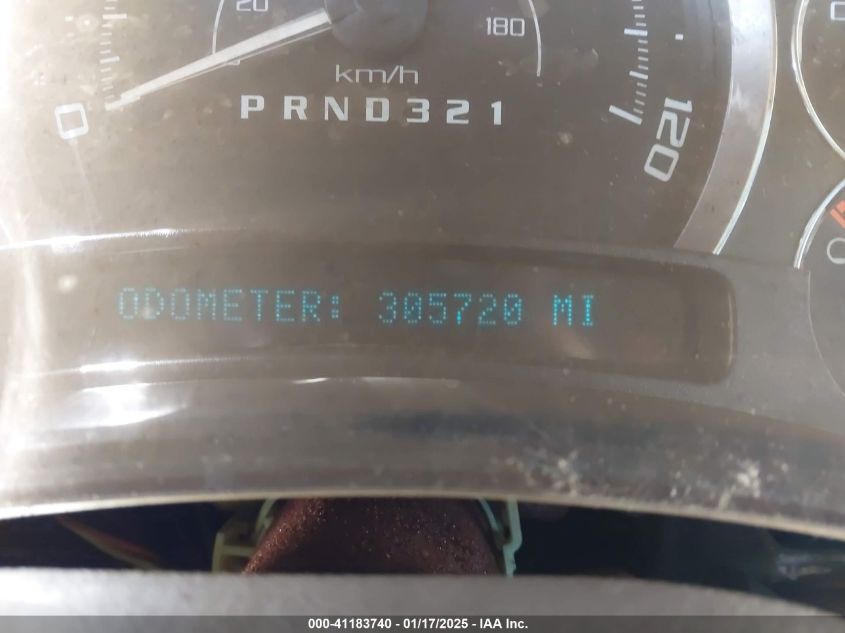 20
180
km/h
0
PRND321
120
ODOMETER: 305720 MI
000-41183740 - 01/17/2025 - IAA Inc.